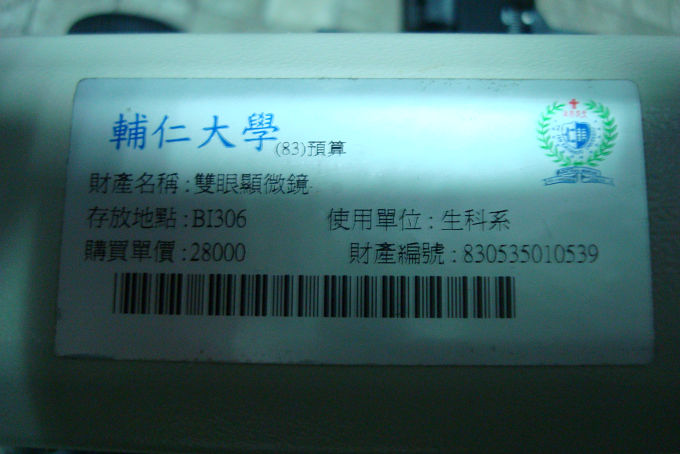 輔仁大學 (83)預算
財產名稱:雙眼顯微鏡
存放地點:BI306 使用單位:生科系
購買單價:28000 財產編號:830535010539